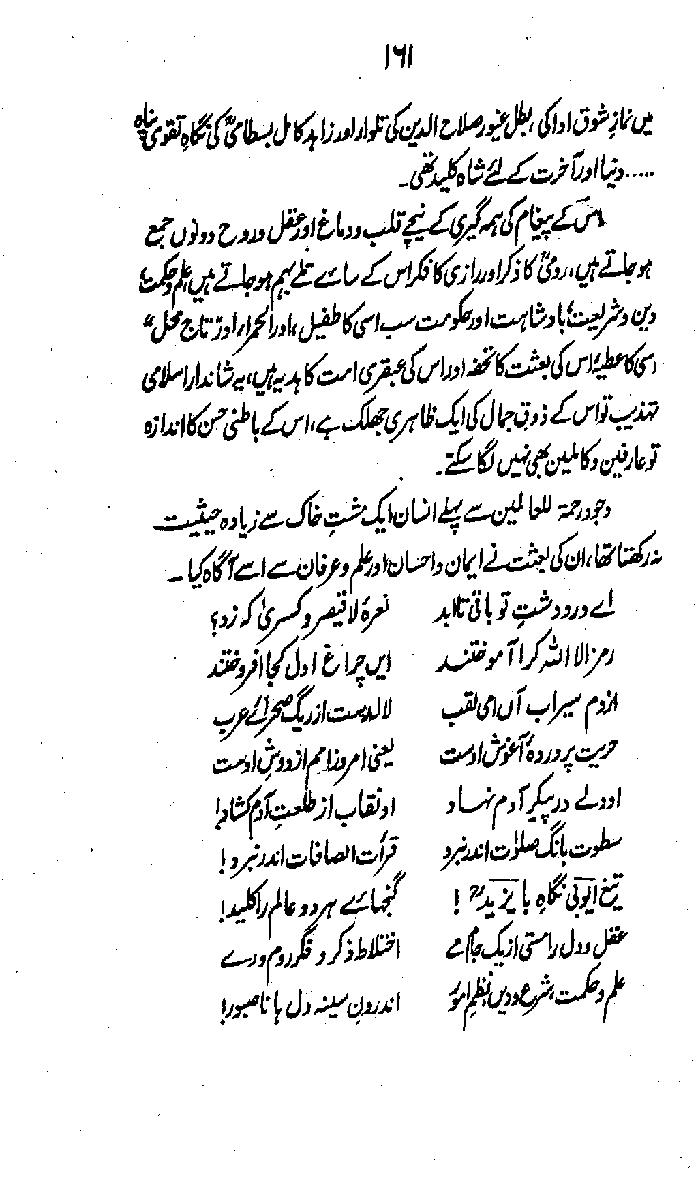 ۱۶۱
میں نماز شوق ادا کی، بطل غیور صلاح الدین کی تلوار اور زاہد کامل بسطامیؒ کی نگاہِ تقویٰ پناہ
..... دنیا اور آخرت کے لئے شاہ کلید تھی۔
اس کے پیغام کی ہمہ گیری کے نیچے قلب و دماغ اور عقل و روح دونوں جمع
ہو جاتے ہیں، رومیؒ کا ذکر اور رازی کا فکر اس کے سائے تلے بہم ہو جاتے ہیں، علم و حکمت،
دین و شریعت، بادشاہت اور حکومت سب اسی کا طفیل، اور الحمراء اور "تاج محل"
اسی کا عطیہ، اس کی بعثت کا تحفہ اور اس کی عبقری امت کا ہدیہ ہیں، یہ شاندار اسلامی
تہذیب تو اس کے ذوق جمال کی ایک ظاہری جھلک ہے، اس کے باطنی حسن کا اندازہ
تو عارفین و کاملین بھی نہیں لگا سکتے۔
وجود رحمۃ للعالمین سے پہلے انسان ایک مشتِ خاک سے زیادہ حیثیت
نہ رکھتا تھا، ان کی بعثت نے ایمان و احسان اور علم و عرفان سے اسے آگاہ کیا۔
اے در و دشتِ تو باقی تا ابد نعرۂ لا قیصر و کسریٰ کہ زد؟
رمز الا اللہ کرا آموختند ایں چراغ اول کجا افروختند
از دم سیراب آں امی لقب لالہ رست از ریگ صحرائے عرب
حریت پروردۂ آغوش اوست یعنی امروز امم از دوشِ اوست
او دلے در پیکر آدم نہاد او نقاب از طلعتِ آدم کشاد!
سطوت بانگ صلوٰت اندر نبرد قرأت الصافات اندر نبرد!
تیغ ایوبیؒ نگاہِ بایزیدؒ! گنجہائے ہر دو عالم را کلید!
عقل و دل را مستی از یک جام مے اختلاط ذکر و فکر روم و رے
علم و حکمت، شرع و دیں، نظم امور اندرون سینہ دل ہا ناصبور!